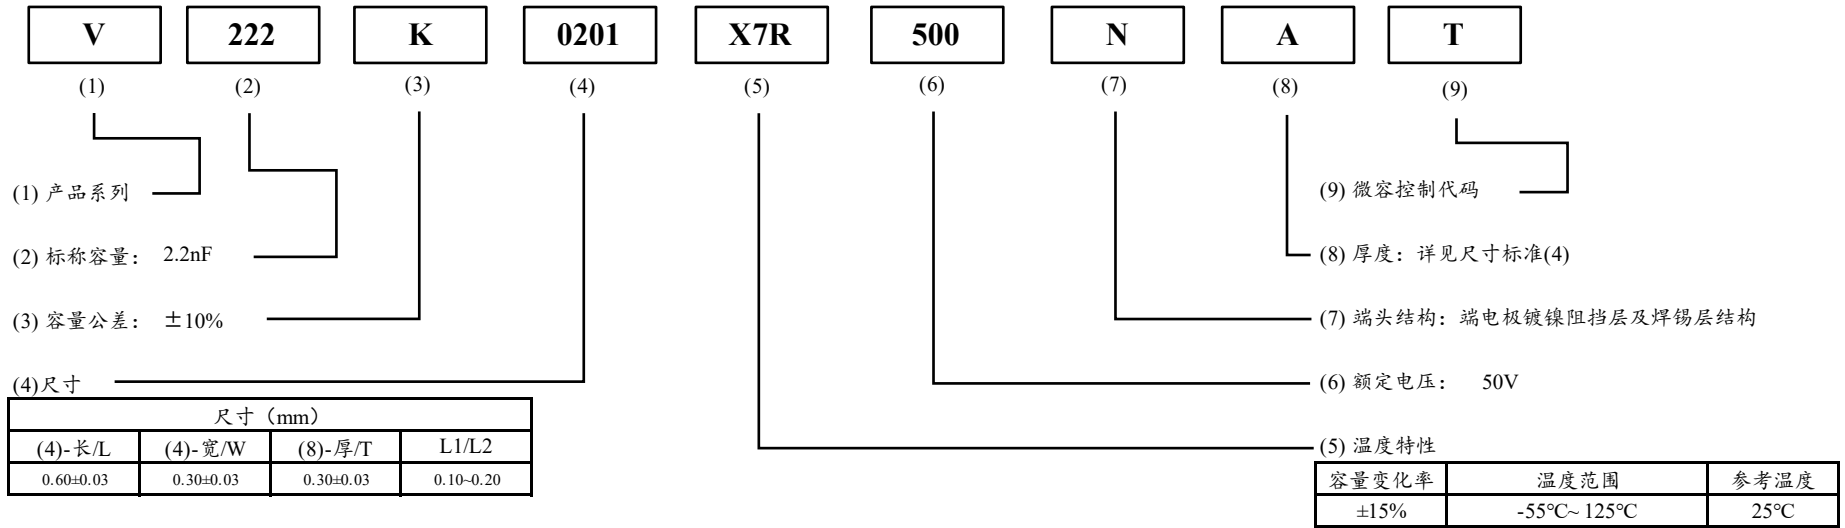 V 222 K 0201 X7R 500 N A T
(1) (2) (3) (4) (5) (6) (7) (8) (9)
(1) 产品系列
(9) 微容控制代码
(2) 标称容量： 2.2nF
(8) 厚度：详见尺寸标准(4)
(3) 容量公差： ±10%
(7) 端头结构：端电极镀镍阻挡层及焊锡层结构
(4)尺寸
(6) 额定电压： 50V
尺寸（mm）
(4)-长/L (4)-宽/W (8)-厚/T L1/L2
0.60±0.03 0.30±0.03 0.30±0.03 0.10~0.20
(5) 温度特性
容量变化率 温度范围 参考温度
±15% -55℃~ 125℃ 25℃